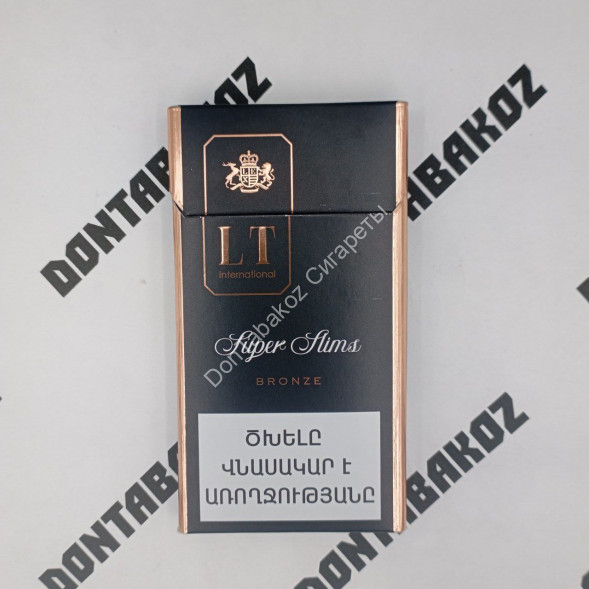 DONTABAKOZ
DONTABAKOZ
LT
International
Super Slims
BRONZE
ԾԽԵԼԸ
ՎՆԱՍԱԿԱՐ Է
ԱՌՈՂՋՈՒԹՅԱՆԸ
Dontabakoz Сигареты
DONTABAKOZ
DONTABAKOZ